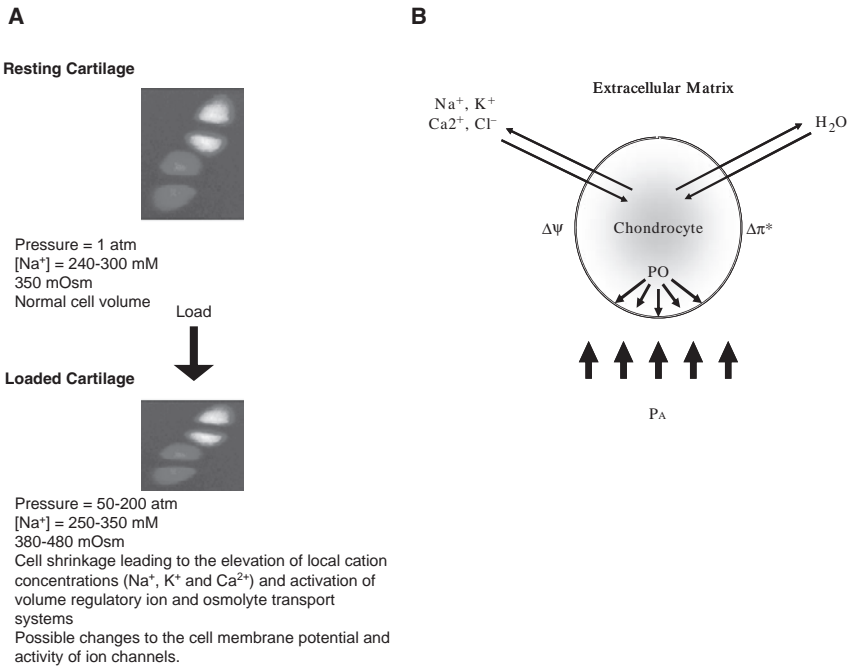 A
Resting Cartilage
Pressure = 1 atm
[Na⁺] = 240-300 mM
350 mOsm
Normal cell volume
Load
Loaded Cartilage
Pressure = 50-200 atm
[Na⁺] = 250-350 mM
380-480 mOsm
Cell shrinkage leading to the elevation of local cation
concentrations (Na⁺, K⁺ and Ca²⁺) and activation of
volume regulatory ion and osmolyte transport
systems
Possible changes to the cell membrane potential and
activity of ion channels.
B
Extracellular Matrix
Na⁺, K⁺
Ca2⁺, Cl⁻
H₂O
Δψ
Chondrocyte
Δπ*
PO
PA